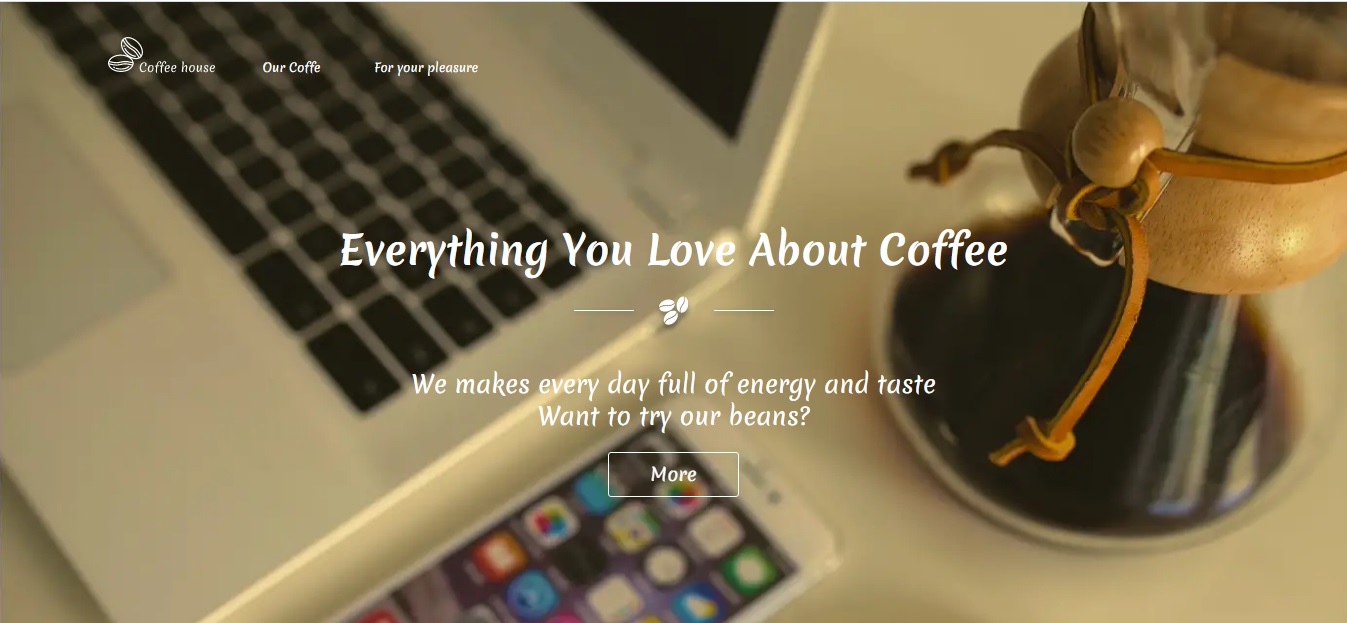 Coffee house
Our Coffe
For your pleasure
Everything You Love About Coffee
We makes every day full of energy and taste
Want to try our beans?
More